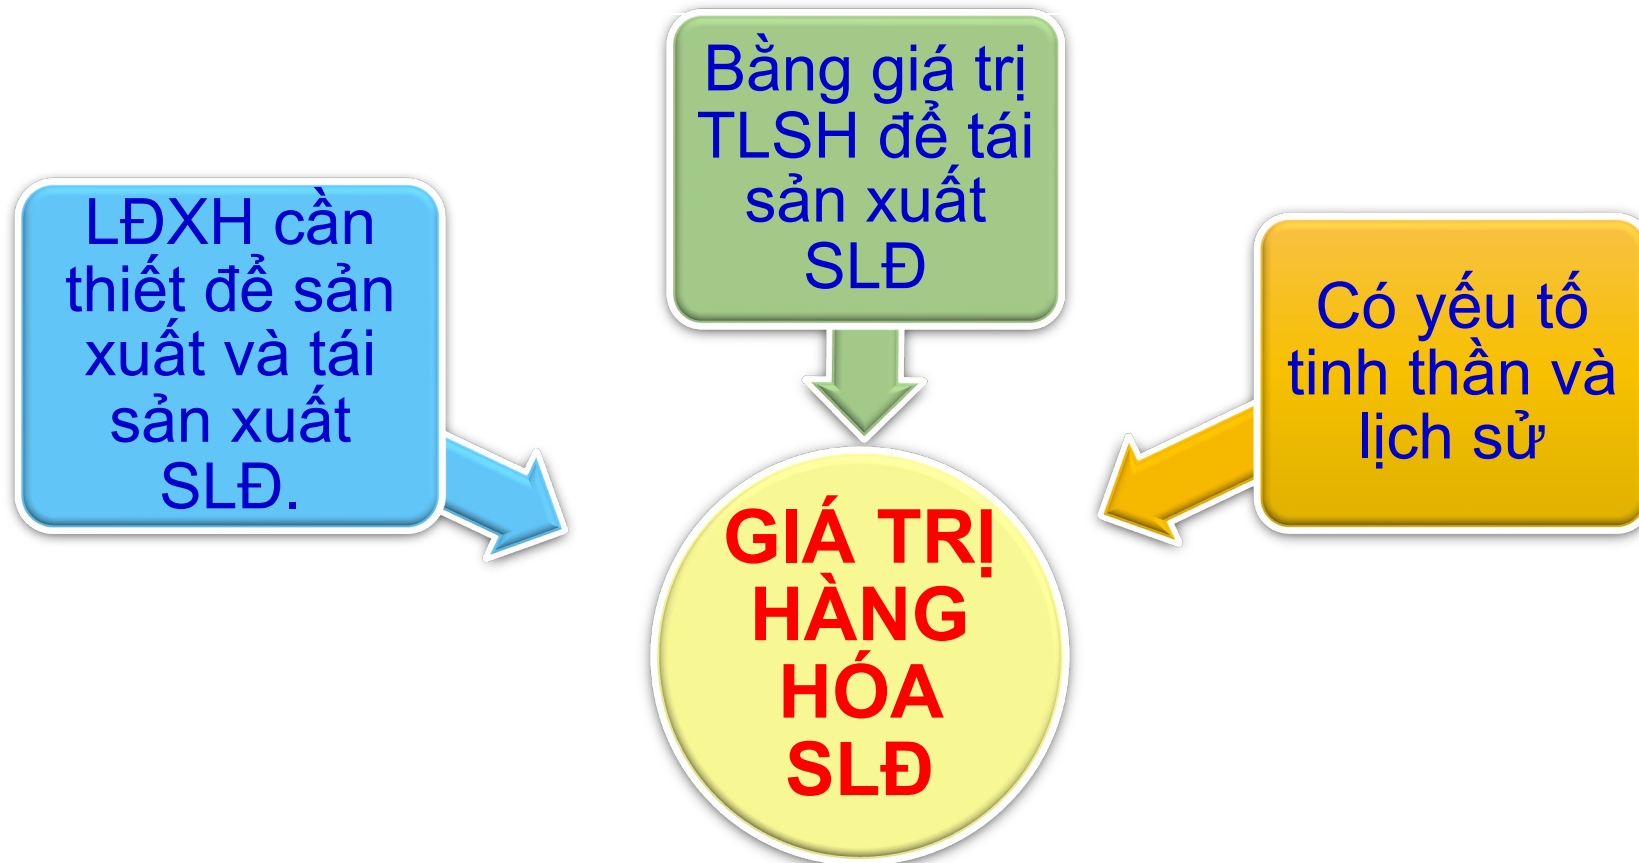 LĐXH cần
thiết để sản
xuất và tái
sản xuất
SLĐ.
Bằng giá trị
TLSH để tái
sản xuất
SLĐ
Có yếu tố
tinh thần và
lịch sử
GIÁ TRỊ
HÀNG
HÓA
SLĐ